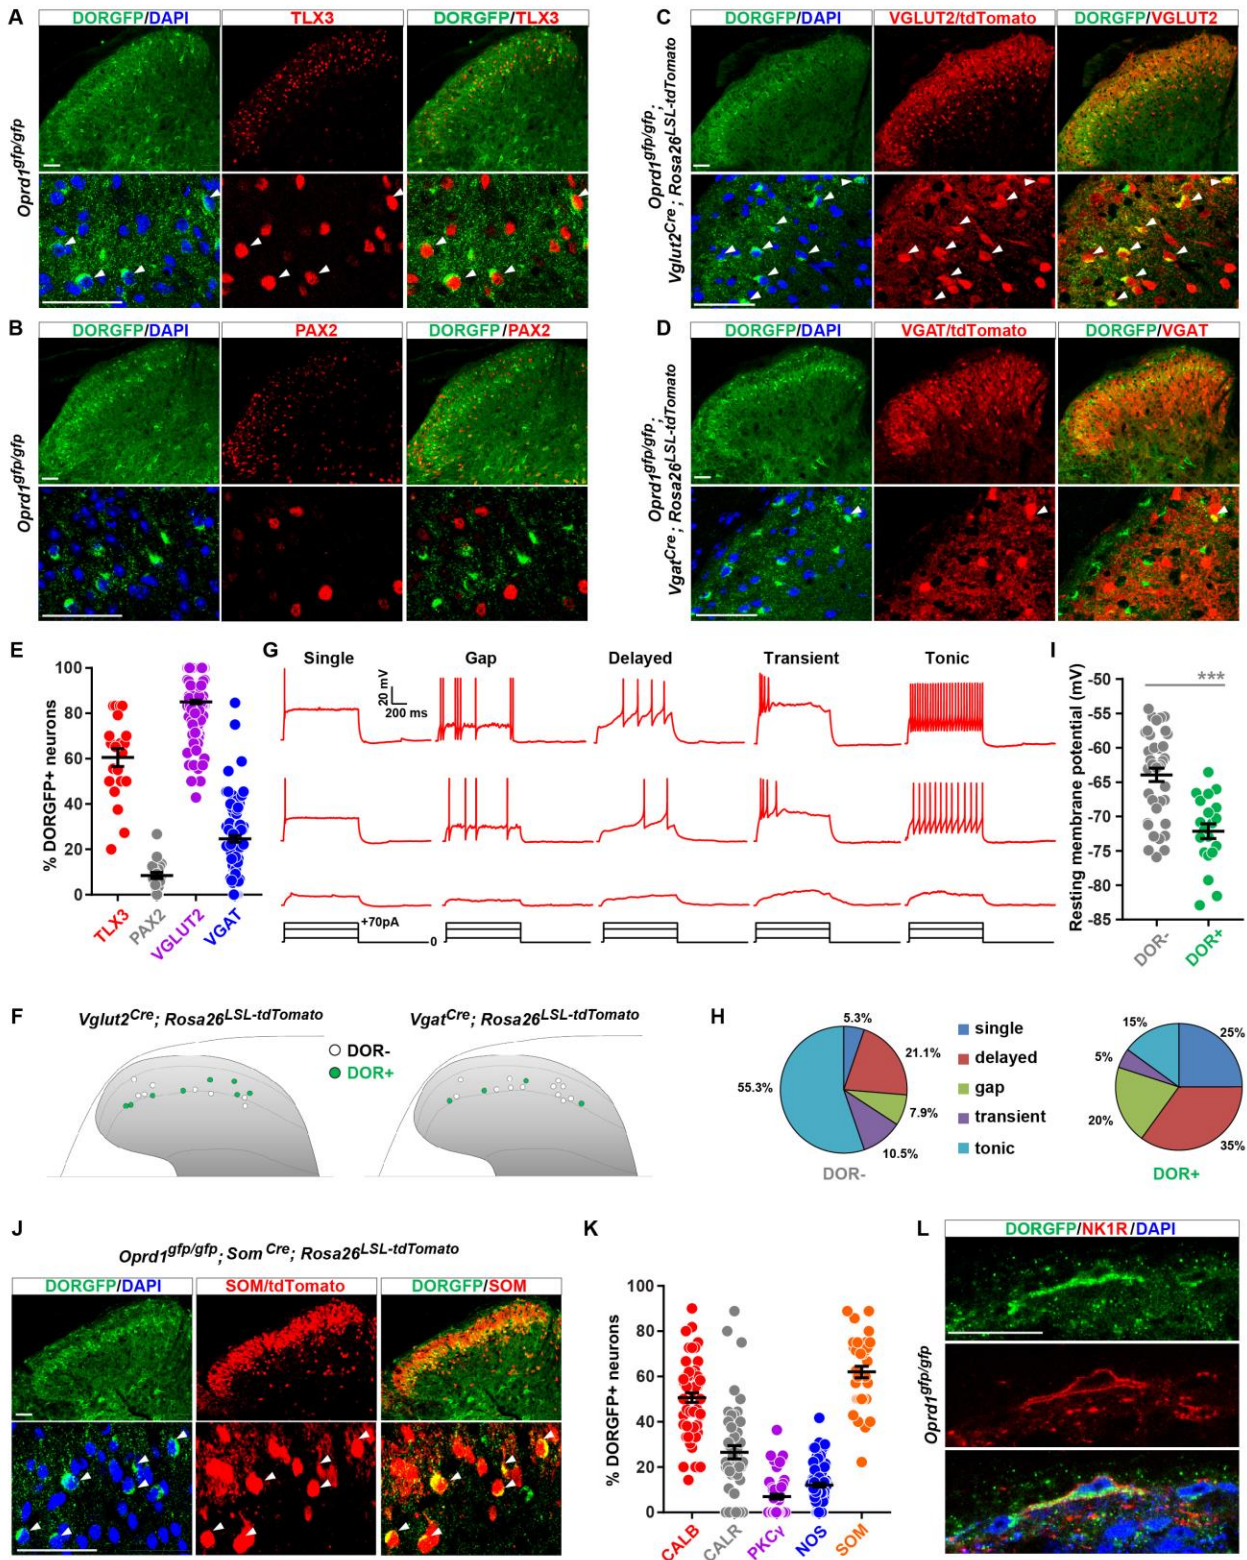 A
DORGFP/DAPI
TLX3
DORGFP/TLX3
Oprd1gfp/gfp
B
DORGFP/DAPI
PAX2
DORGFP/PAX2
Oprd1gfp/gfp
C
DORGFP/DAPI
VGLUT2/tdTomato
DORGFP/VGLUT2
Oprd1gfp/gfp;
Vglut2Cre; Rosa26LSL-tdTomato
D
DORGFP/DAPI
VGAT/tdTomato
DORGFP/VGAT
Oprd1gfp/gfp;
VgatCre; Rosa26LSL-tdTomato
E
% DORGFP+ neurons
100
80
60
40
20
0
TLX3
PAX2
VGLUT2
VGAT
G
Single
Gap
Delayed
Transient
Tonic
20 mV
200 ms
+70pA
0
I
Resting membrane potential (mV)
-50
-55
-60
-65
-70
-75
-80
-85
***
DOR-
DOR+
F
Vglut2Cre; Rosa26LSL-tdTomato
VgatCre; Rosa26LSL-tdTomato
DOR-
DOR+
H
5.3%
21.1%
7.9%
10.5%
55.3%
DOR-
single
delayed
gap
transient
tonic
15%
25%
5%
20%
35%
DOR+
J
Oprd1gfp/gfp; SomCre; Rosa26LSL-tdTomato
DORGFP/DAPI
SOM/tdTomato
DORGFP/SOM
K
% DORGFP+ neurons
100
80
60
40
20
0
CALB
CALR
PKCγ
NOS
SOM
L
DORGFP/NK1R/DAPI
Oprd1gfp/gfp